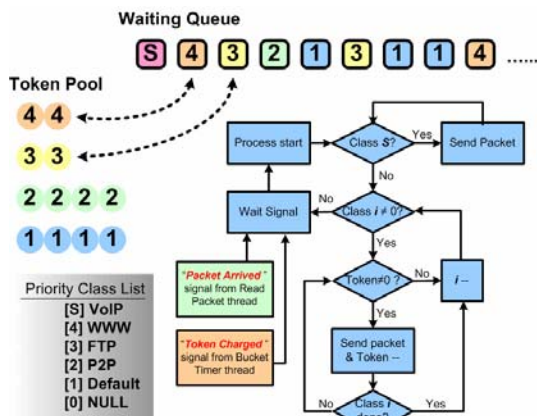 Waiting Queue
S 4 3 2 1 3 1 1 4 ......
Token Pool
4 4
3 3
2 2 2 2
1 1 1 1
Process start
Class S?
Yes
Send Packet
No
Wait Signal
No
Class i ≠ 0?
Yes
"Packet Arrived"
signal from Read
Packet thread
Token≠0 ?
No
i --
Yes
"Token Charged"
signal from Bucket
Timer thread
Send packet
& Token --
No
Class i
Yes
Priority Class List
[S] VoIP
[4] WWW
[3] FTP
[2] P2P
[1] Default
[0] NULL